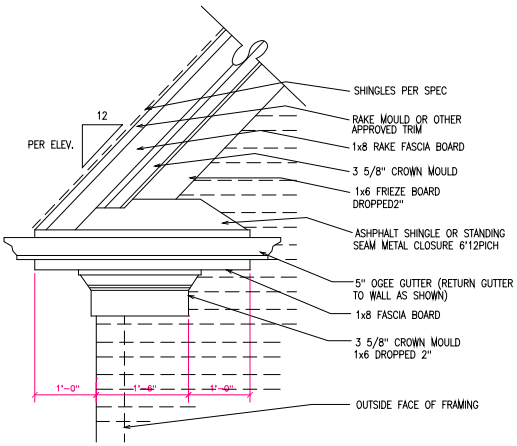 SHINGLES PER SPEC
12
RAKE MOULD OR OTHER
APPROVED TRIM
PER ELEV.
1x8 RAKE FASCIA BOARD
3 5/8" CROWN MOULD
1x6 FRIEZE BOARD
DROPPED2"
ASHPHALT SHINGLE OR STANDING
SEAM METAL CLOSURE 6'12PICH
5" OGEE GUTTER (RETURN GUTTER
TO WALL AS SHOWN)
1x8 FASCIA BOARD
3 5/8" CROWN MOULD
1x6 DROPPED 2"
1'-0" 1'-6" 1'-0"
OUTSIDE FACE OF FRAMING